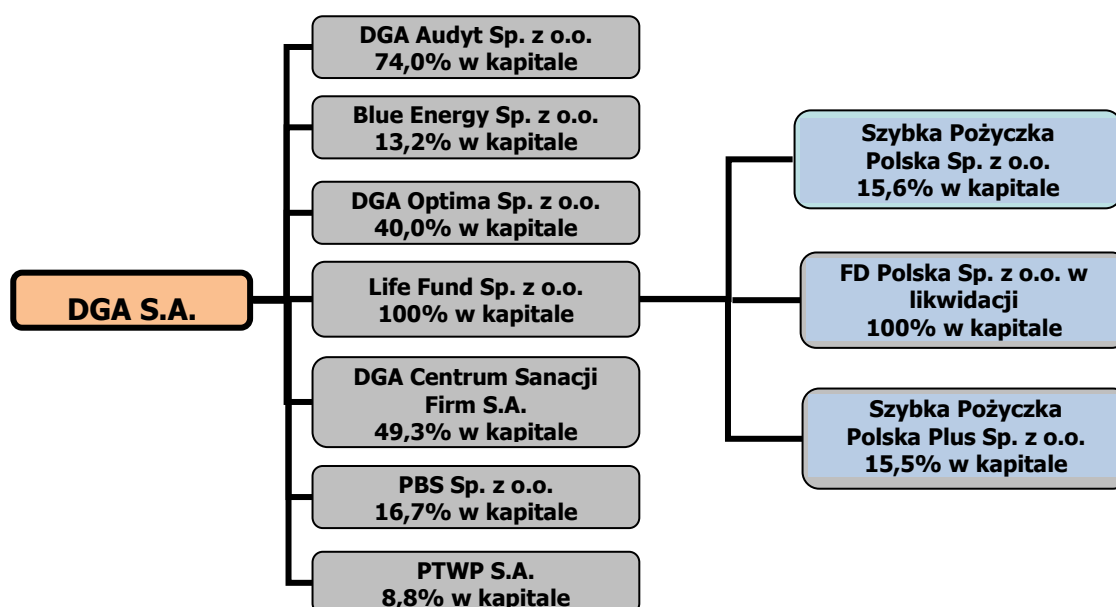 DGA S.A.
DGA Audyt Sp. z o.o.
74,0% w kapitale
Blue Energy Sp. z o.o.
13,2% w kapitale
DGA Optima Sp. z o.o.
40,0% w kapitale
Life Fund Sp. z o.o.
100% w kapitale
DGA Centrum Sanacji
Firm S.A.
49,3% w kapitale
PBS Sp. z o.o.
16,7% w kapitale
PTWP S.A.
8,8% w kapitale
Szybka Pożyczka
Polska Sp. z o.o.
15,6% w kapitale
FD Polska Sp. z o.o. w
likwidacji
100% w kapitale
Szybka Pożyczka
Polska Plus Sp. z o.o.
15,5% w kapitale